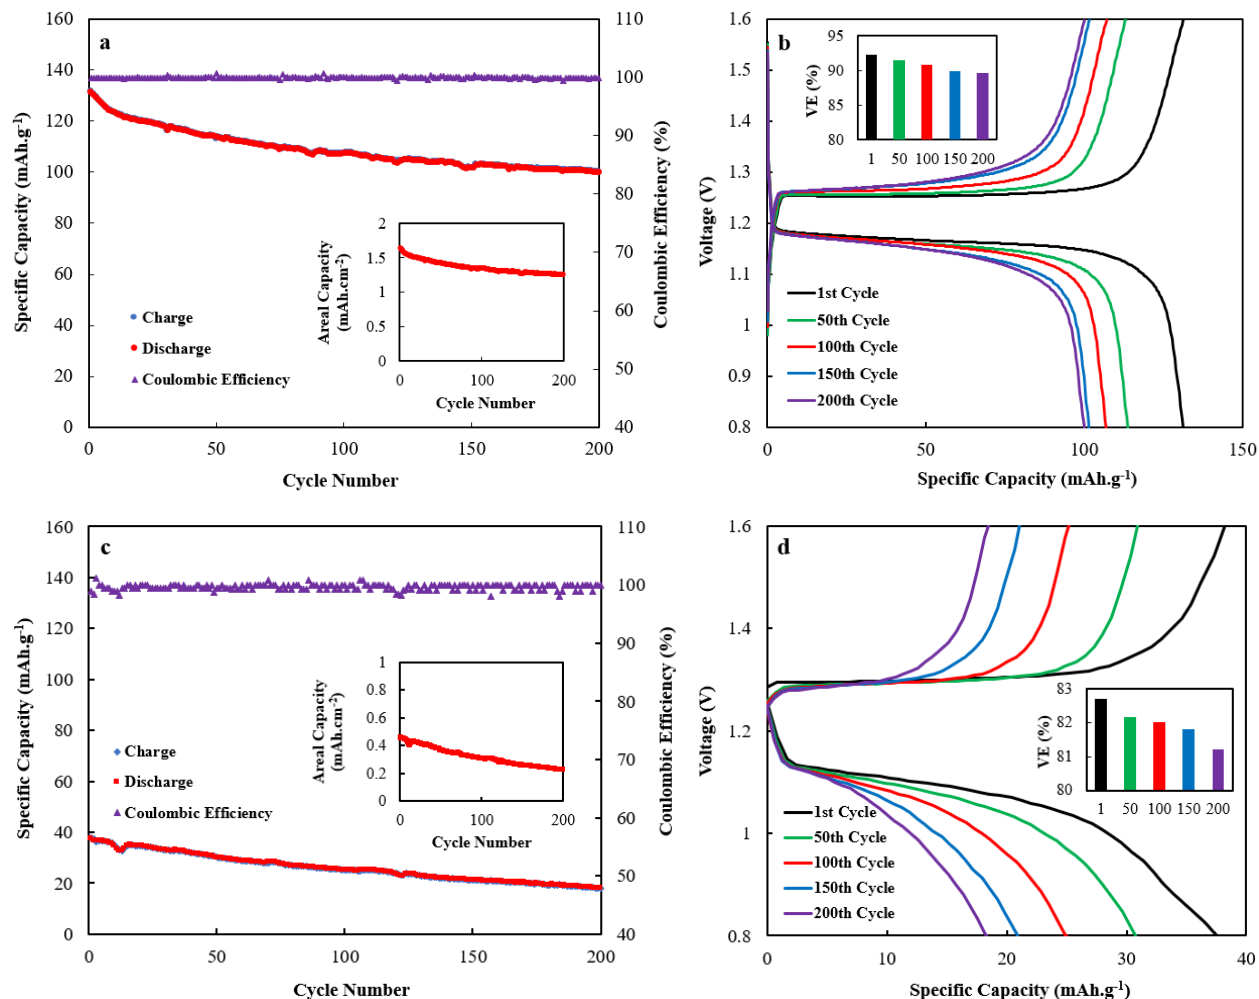 a
160
140
120
100
80
60
40
20
0
110
100
90
80
70
60
50
40
0
50
100
150
200
Specific Capacity (mAh.g-1)
Coulombic Efficiency (%)
Cycle Number
Charge
Discharge
Coulombic Efficiency
2
1.5
1
0.5
0
0
100
200
Areal Capacity
(mAh.cm-2)
Cycle Number
b
1.6
1.5
1.4
1.3
1.2
1.1
1
0.9
0.8
0
50
100
150
Voltage (V)
Specific Capacity (mAh.g-1)
95
90
85
80
VE (%)
1
50
100
150
200
1st Cycle
50th Cycle
100th Cycle
150th Cycle
200th Cycle
c
160
140
120
100
80
60
40
20
0
110
100
90
80
70
60
50
40
0
50
100
150
200
Specific Capacity (mAh.g-1)
Coulombic Efficiency (%)
Cycle Number
Charge
Discharge
Coulombic Efficiency
1
0.8
0.6
0.4
0.2
0
0
100
200
Areal Capacity
(mAh.cm-2)
Cycle Number
d
1.6
1.4
1.2
1
0.8
0
10
20
30
40
Voltage (V)
Specific Capacity (mAh.g-1)
83
82
81
80
VE (%)
1
50
100
150
200
1st Cycle
50th Cycle
100th Cycle
150th Cycle
200th Cycle